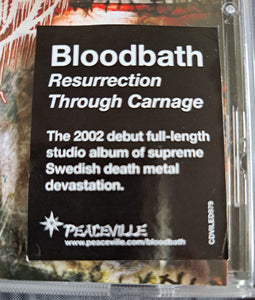 Bloodbath
Resurrection
Through Carnage
The 2002 debut full-length
studio album of supreme
Swedish death metal
devastation.
PEACEVILLE
www.peaceville.com/bloodbath
CDVILED979